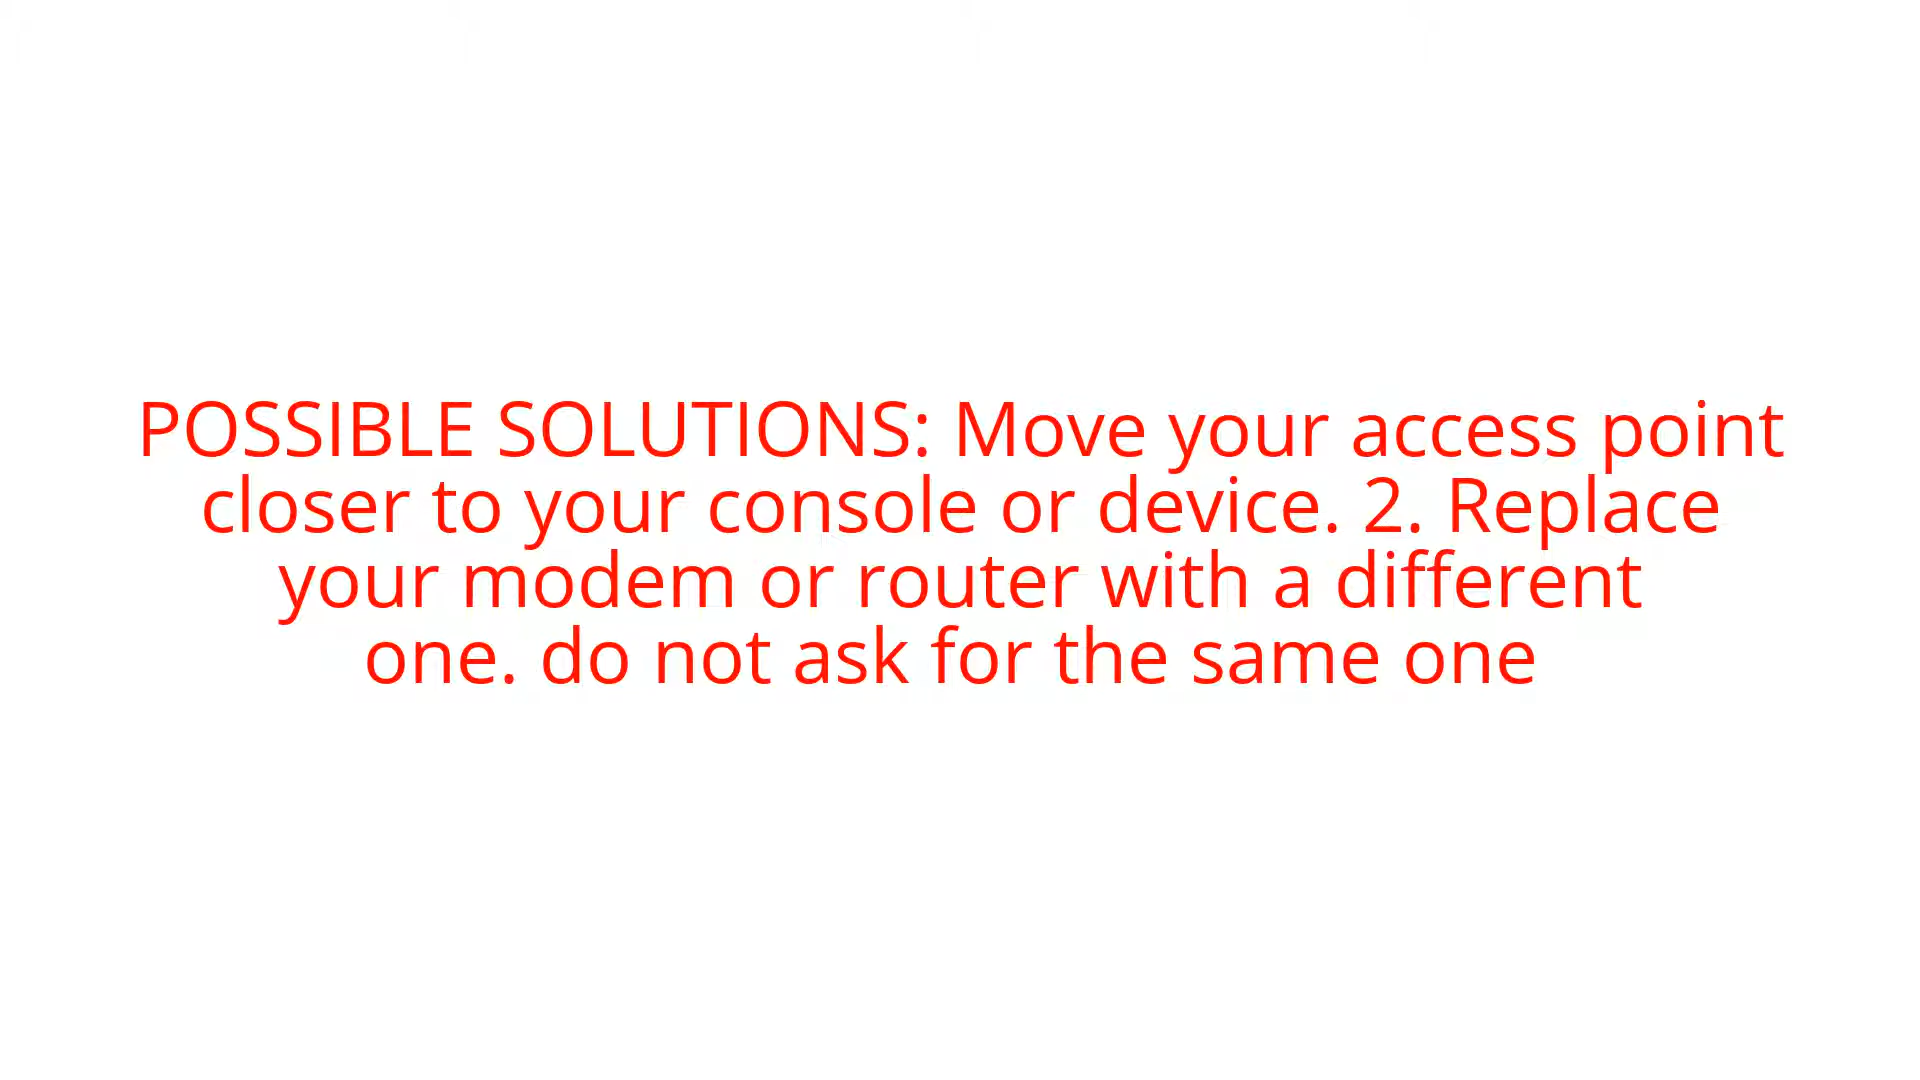 POSSIBLE SOLUTIONS: Move your access point
closer to your console or device. 2. Replace
your modem or router with a different
one. do not ask for the same one